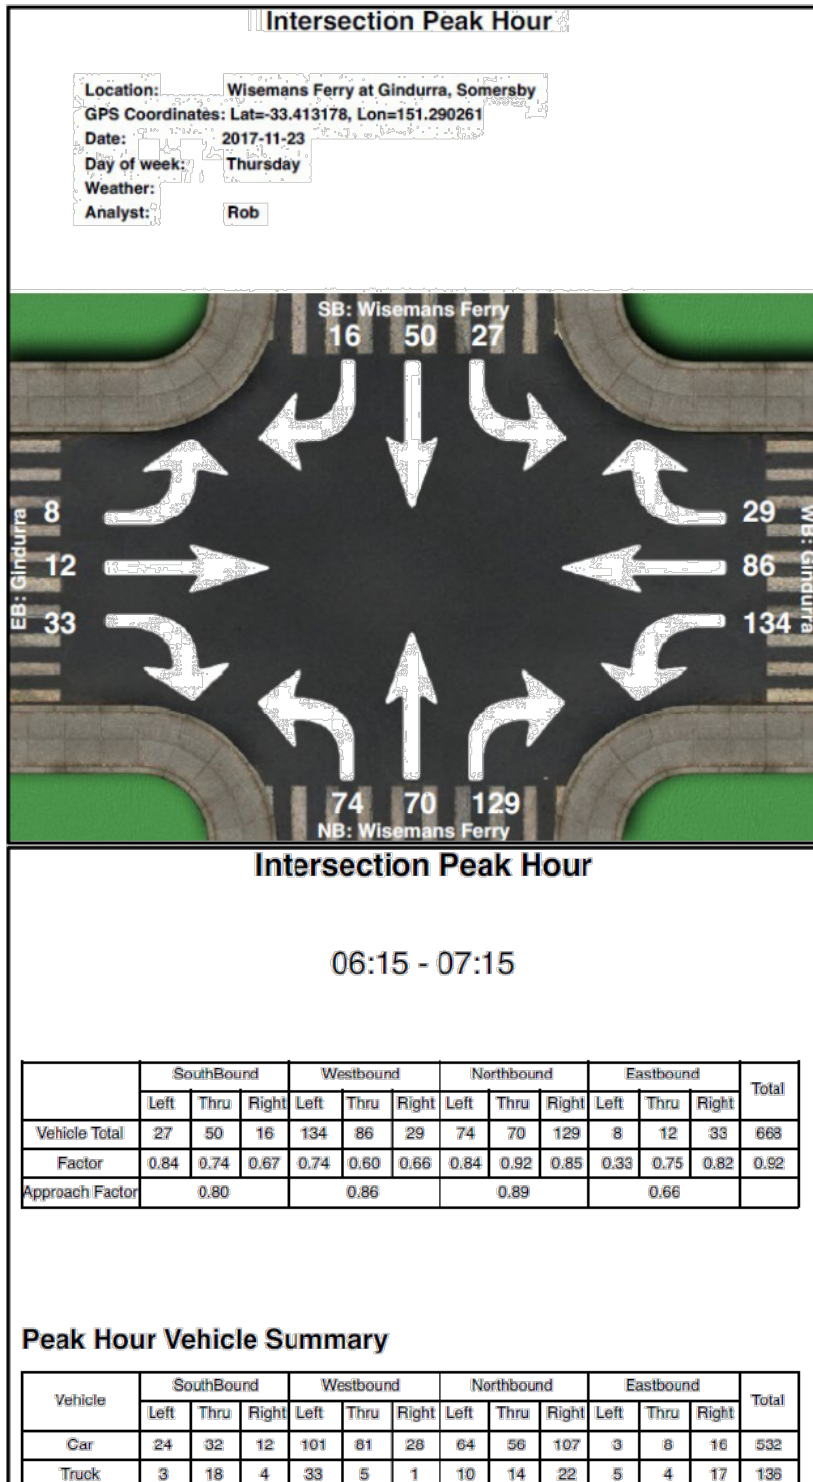 Intersection Peak Hour
Location: Wisemans Ferry at Gindurra, Somersby
GPS Coordinates: Lat=-33.413178, Lon=151.290261
Date: 2017-11-23
Day of week: Thursday
Weather:
Analyst: Rob
SB: Wisemans Ferry
16 50 27
EB: Gindurra
8
12
33
29
86
134
WB: Gindurra
74 70 129
NB: Wisemans Ferry
Intersection Peak Hour
06:15 - 07:15
SouthBound Westbound Northbound Eastbound Total
Left Thru Right Left Thru Right Left Thru Right Left Thru Right
Vehicle Total 27 50 16 134 86 29 74 70 129 8 12 33 668
Factor 0.84 0.74 0.67 0.74 0.60 0.66 0.84 0.92 0.85 0.33 0.75 0.82 0.92
Approach Factor 0.80 0.86 0.89 0.66
Peak Hour Vehicle Summary
Vehicle SouthBound Westbound Northbound Eastbound Total
Left Thru Right Left Thru Right Left Thru Right Left Thru Right
Car 24 32 12 101 81 28 64 56 107 3 8 16 532
Truck 3 18 4 33 5 1 10 14 22 5 4 17 136